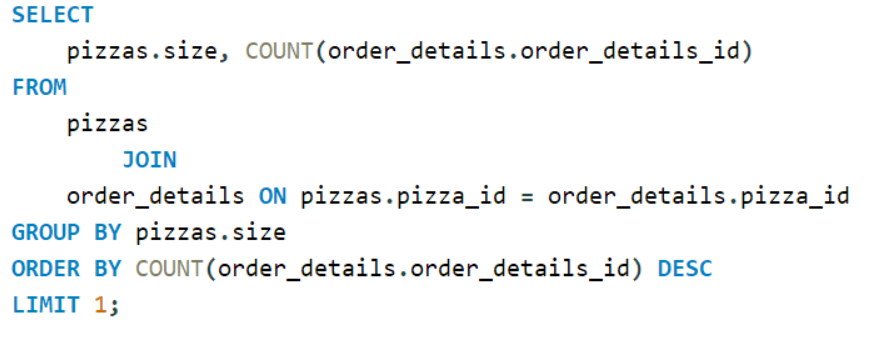 SELECT
    pizzas.size, COUNT(order_details.order_details_id)
FROM
    pizzas
        JOIN
    order_details ON pizzas.pizza_id = order_details.pizza_id
GROUP BY pizzas.size
ORDER BY COUNT(order_details.order_details_id) DESC
LIMIT 1;